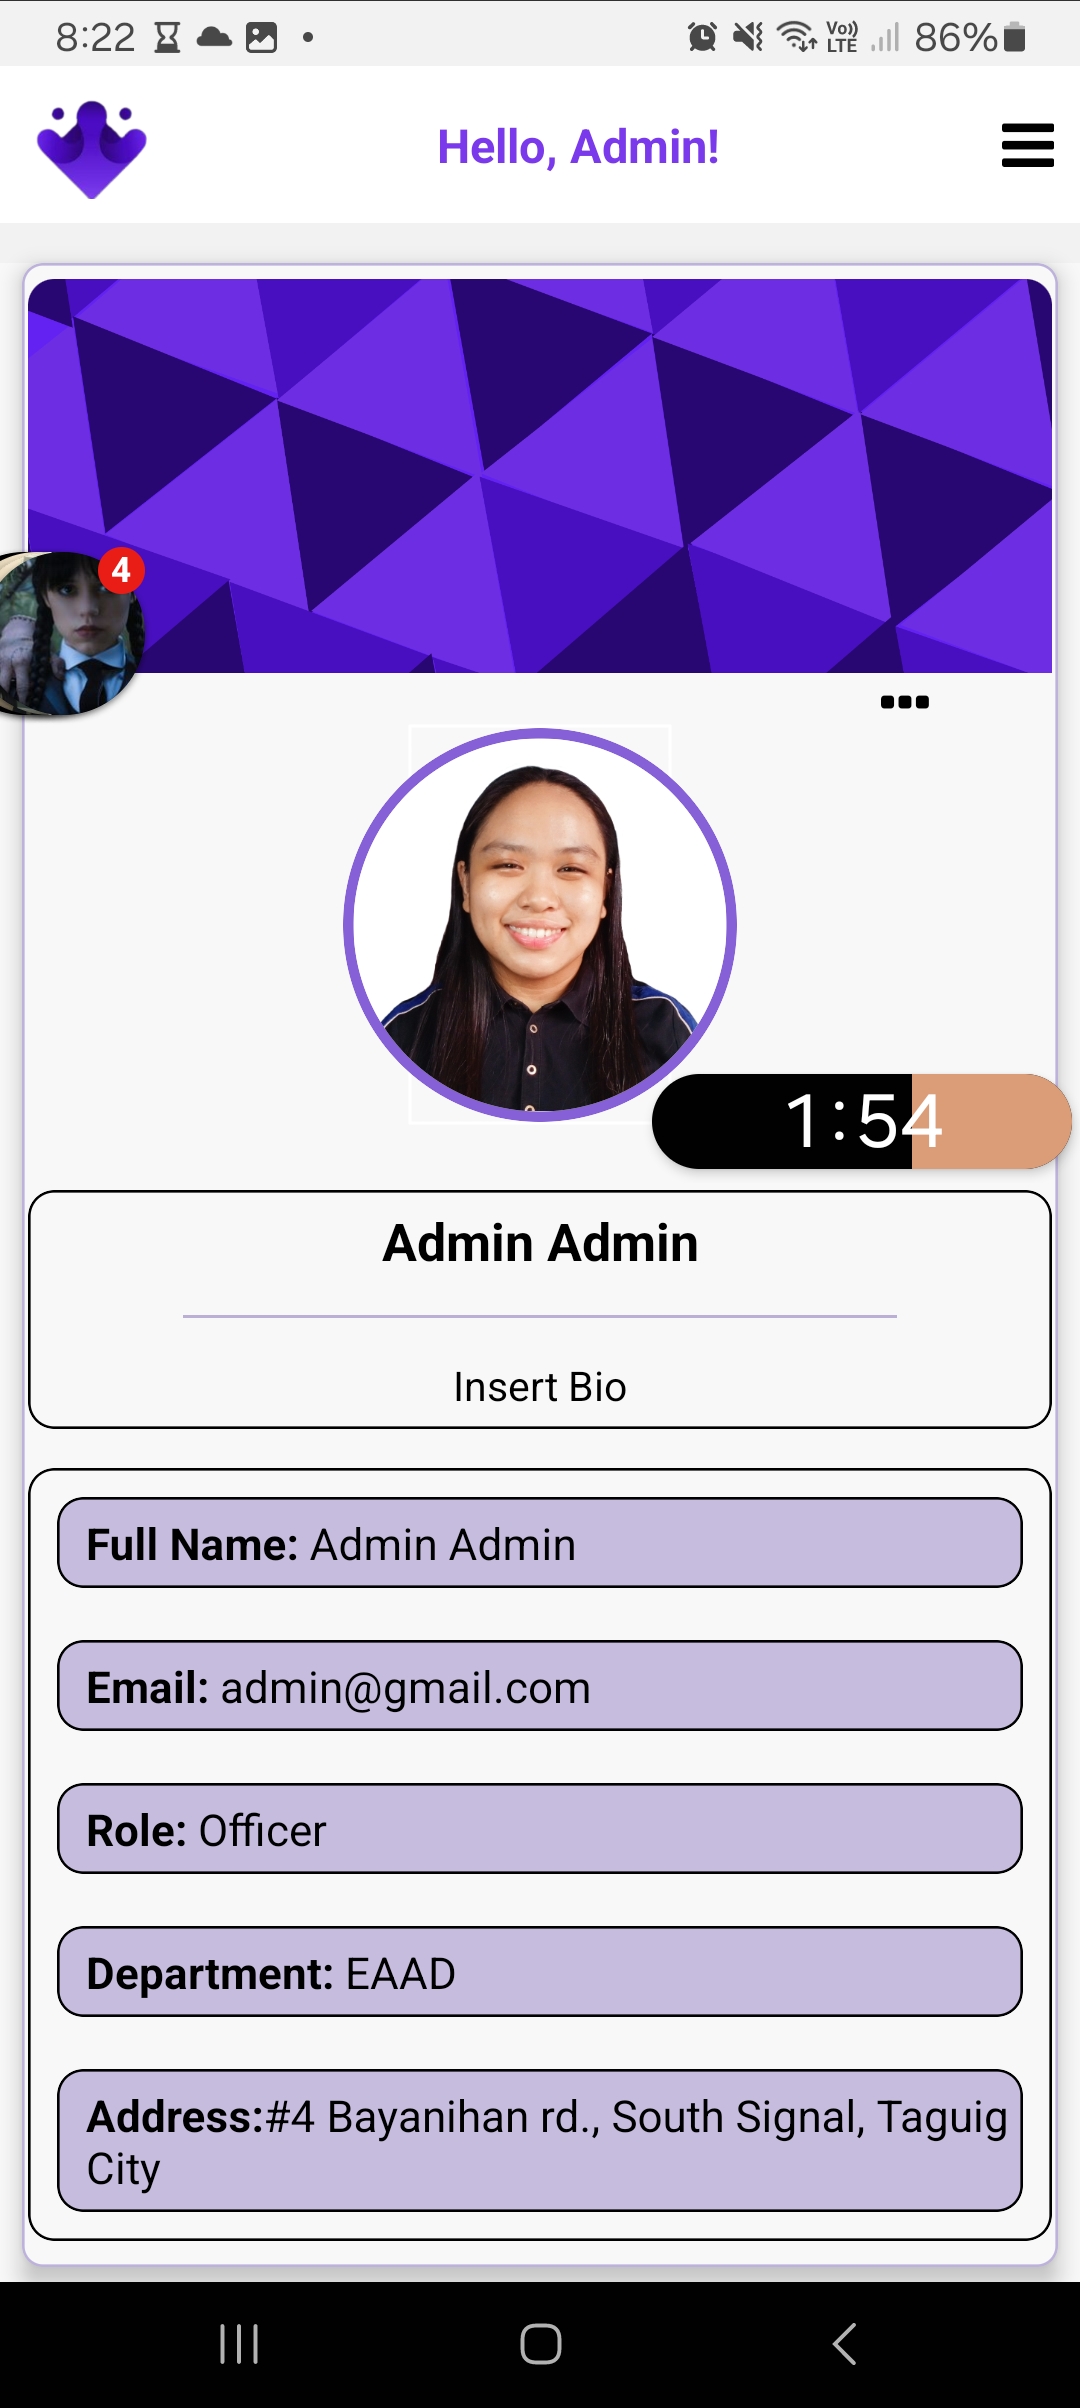 8:22 Vo)) LTE 86%
Hello, Admin!
4
1:54
Admin Admin
Insert Bio
Full Name: Admin Admin
Email: admin@gmail.com
Role: Officer
Department: EAAD
Address:#4 Bayanihan rd., South Signal, Taguig
City